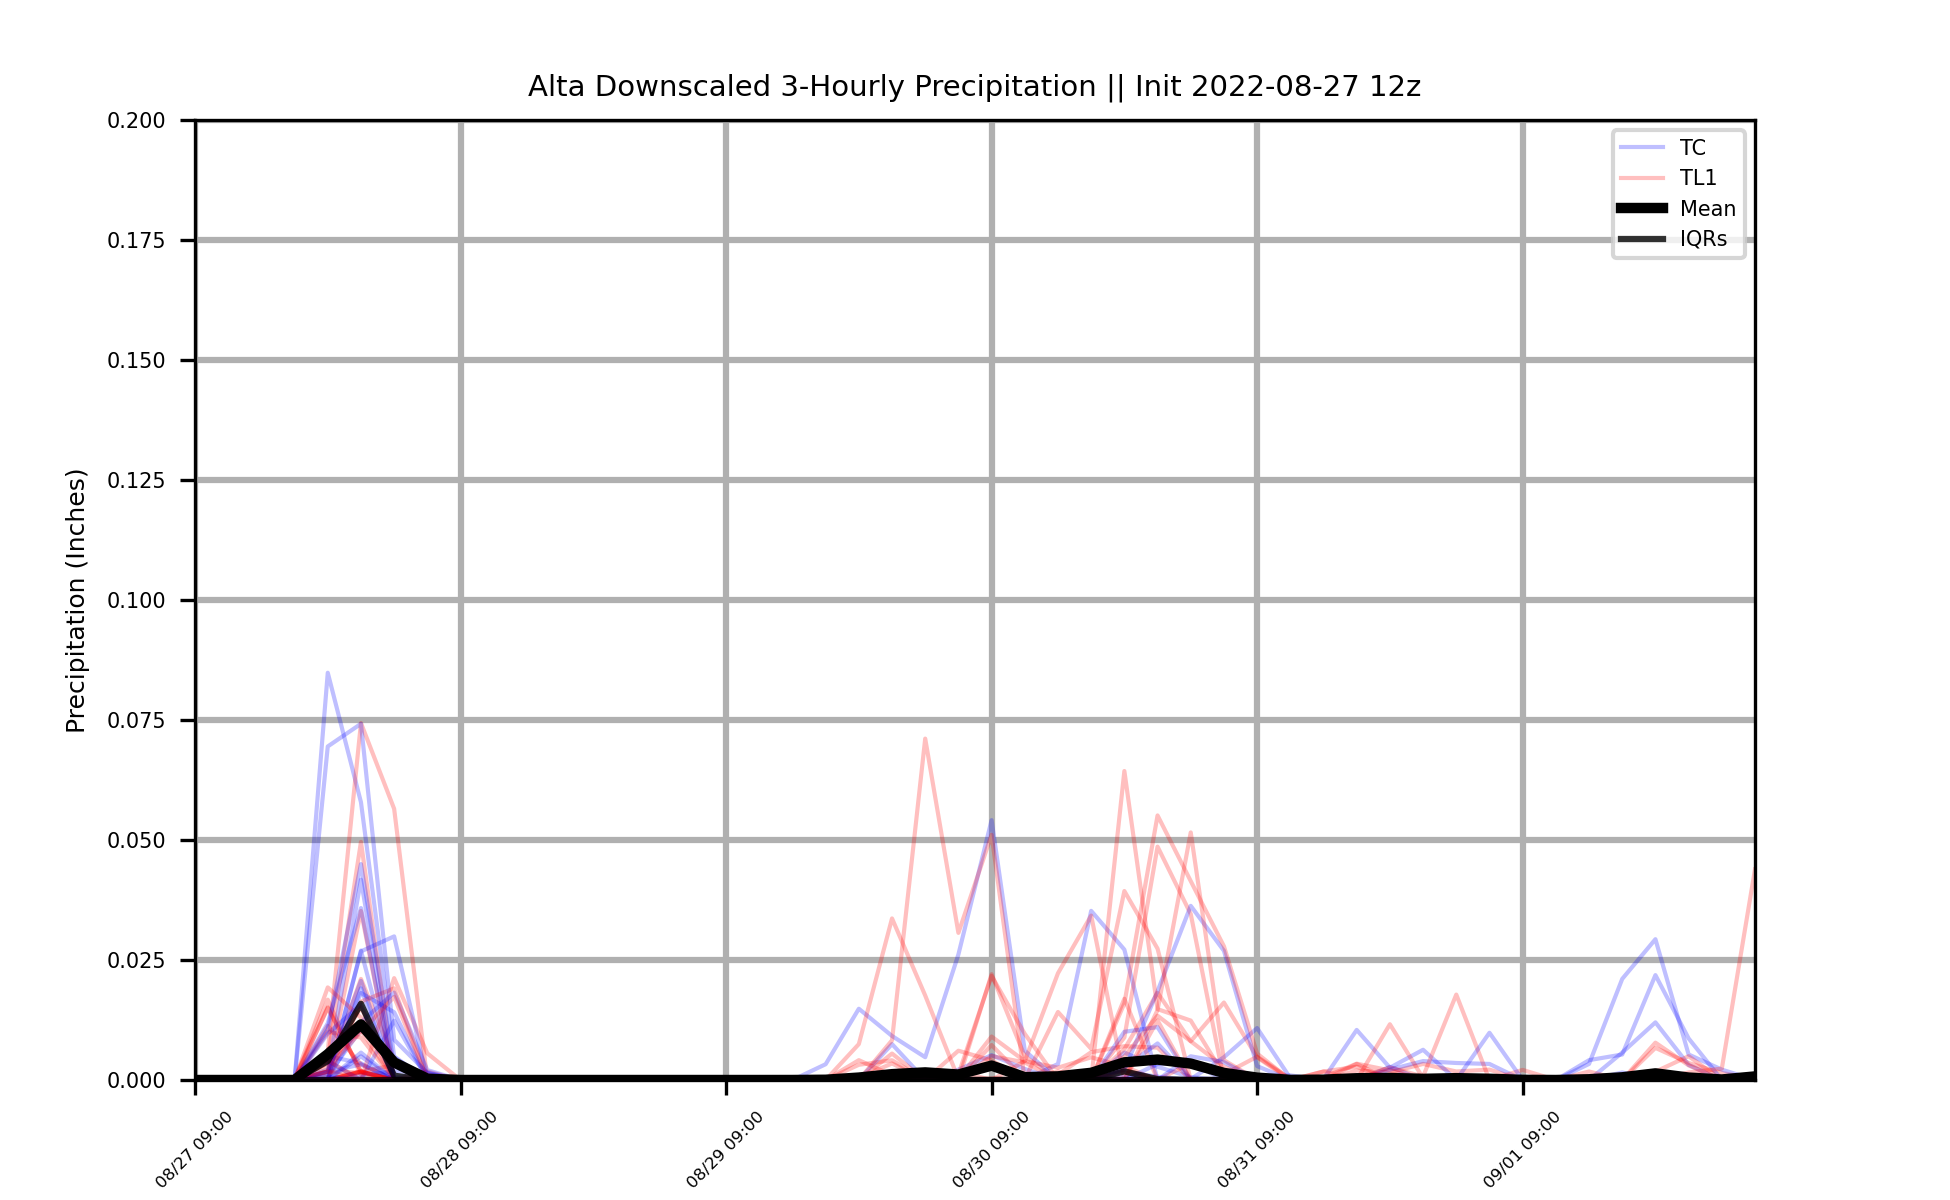 Alta Downscaled 3-Hourly Precipitation || Init 2022-08-27 12z
0.200
0.175
0.150
0.125
0.100
0.075
0.050
0.025
0.000
Precipitation (Inches)
TC
TL1
Mean
IQRs
08/27 09:00
08/28 09:00
08/29 09:00
08/30 09:00
08/31 09:00
09/01 09:00